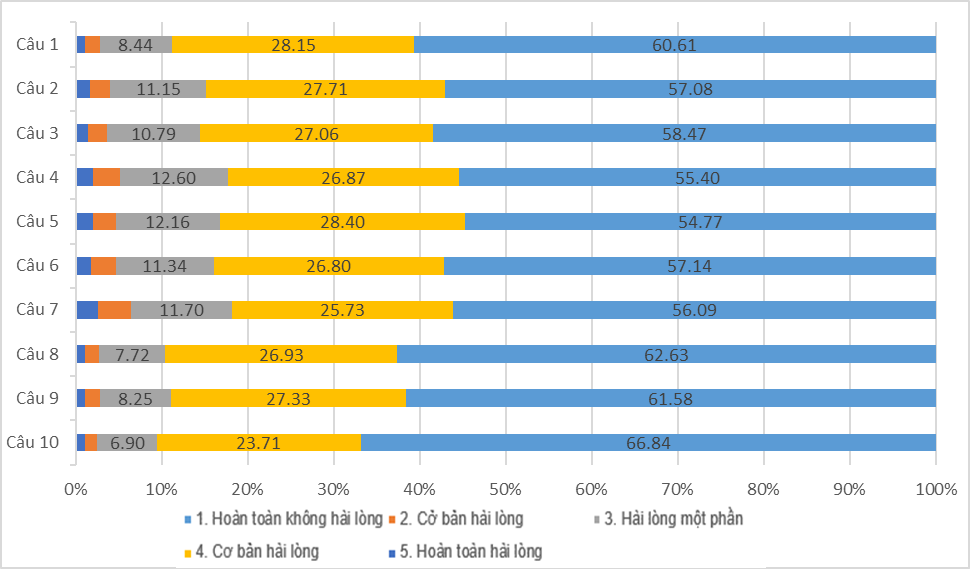 Câu 1 8.44 28.15 60.61
Câu 2 11.15 27.71 57.08
Câu 3 10.79 27.06 58.47
Câu 4 12.60 26.87 55.40
Câu 5 12.16 28.40 54.77
Câu 6 11.34 26.80 57.14
Câu 7 11.70 25.73 56.09
Câu 8 7.72 26.93 62.63
Câu 9 8.25 27.33 61.58
Câu 10 6.90 23.71 66.84
0% 10% 20% 30% 40% 50% 60% 70% 80% 90% 100%
1. Hoàn toàn không hài lòng 2. Cở bản hài lòng 3. Hài lòng một phần
4. Cơ bản hài lòng 5. Hoàn toàn hài lòng